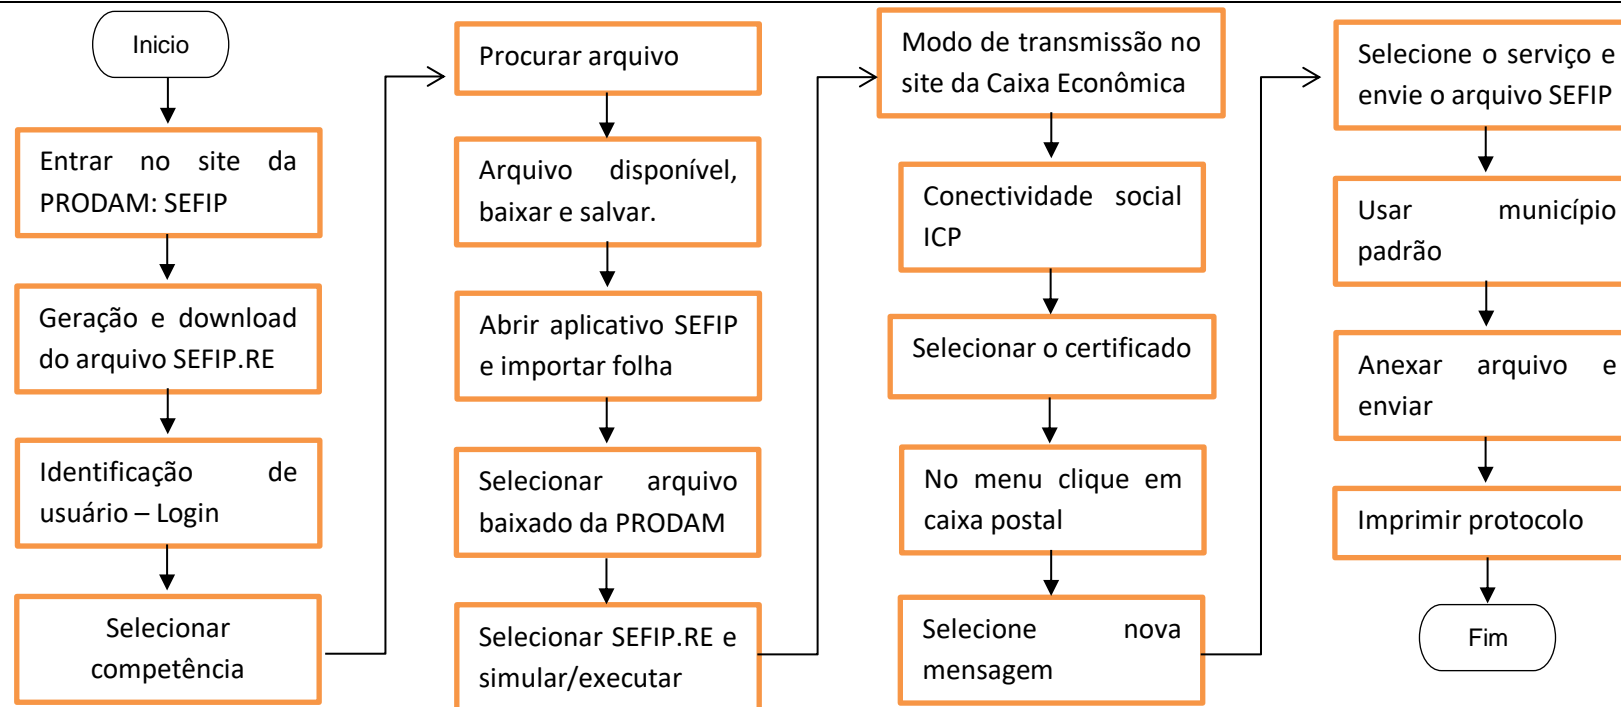 Inicio
Entrar no site da
PRODAM: SEFIP
Geração e download
do arquivo SEFIP.RE
Identificação de
usuário – Login
Selecionar
competência
Procurar arquivo
Arquivo disponível,
baixar e salvar.
Abrir aplicativo SEFIP
e importar folha
Selecionar arquivo
baixado da PRODAM
Selecionar SEFIP.RE e
simular/executar
Modo de transmissão no
site da Caixa Econômica
Conectividade social
ICP
Selecionar o certificado
No menu clique em
caixa postal
Selecione nova
mensagem
Selecione o serviço e
envie o arquivo SEFIP
Usar município
padrão
Anexar arquivo e
enviar
Imprimir protocolo
Fim